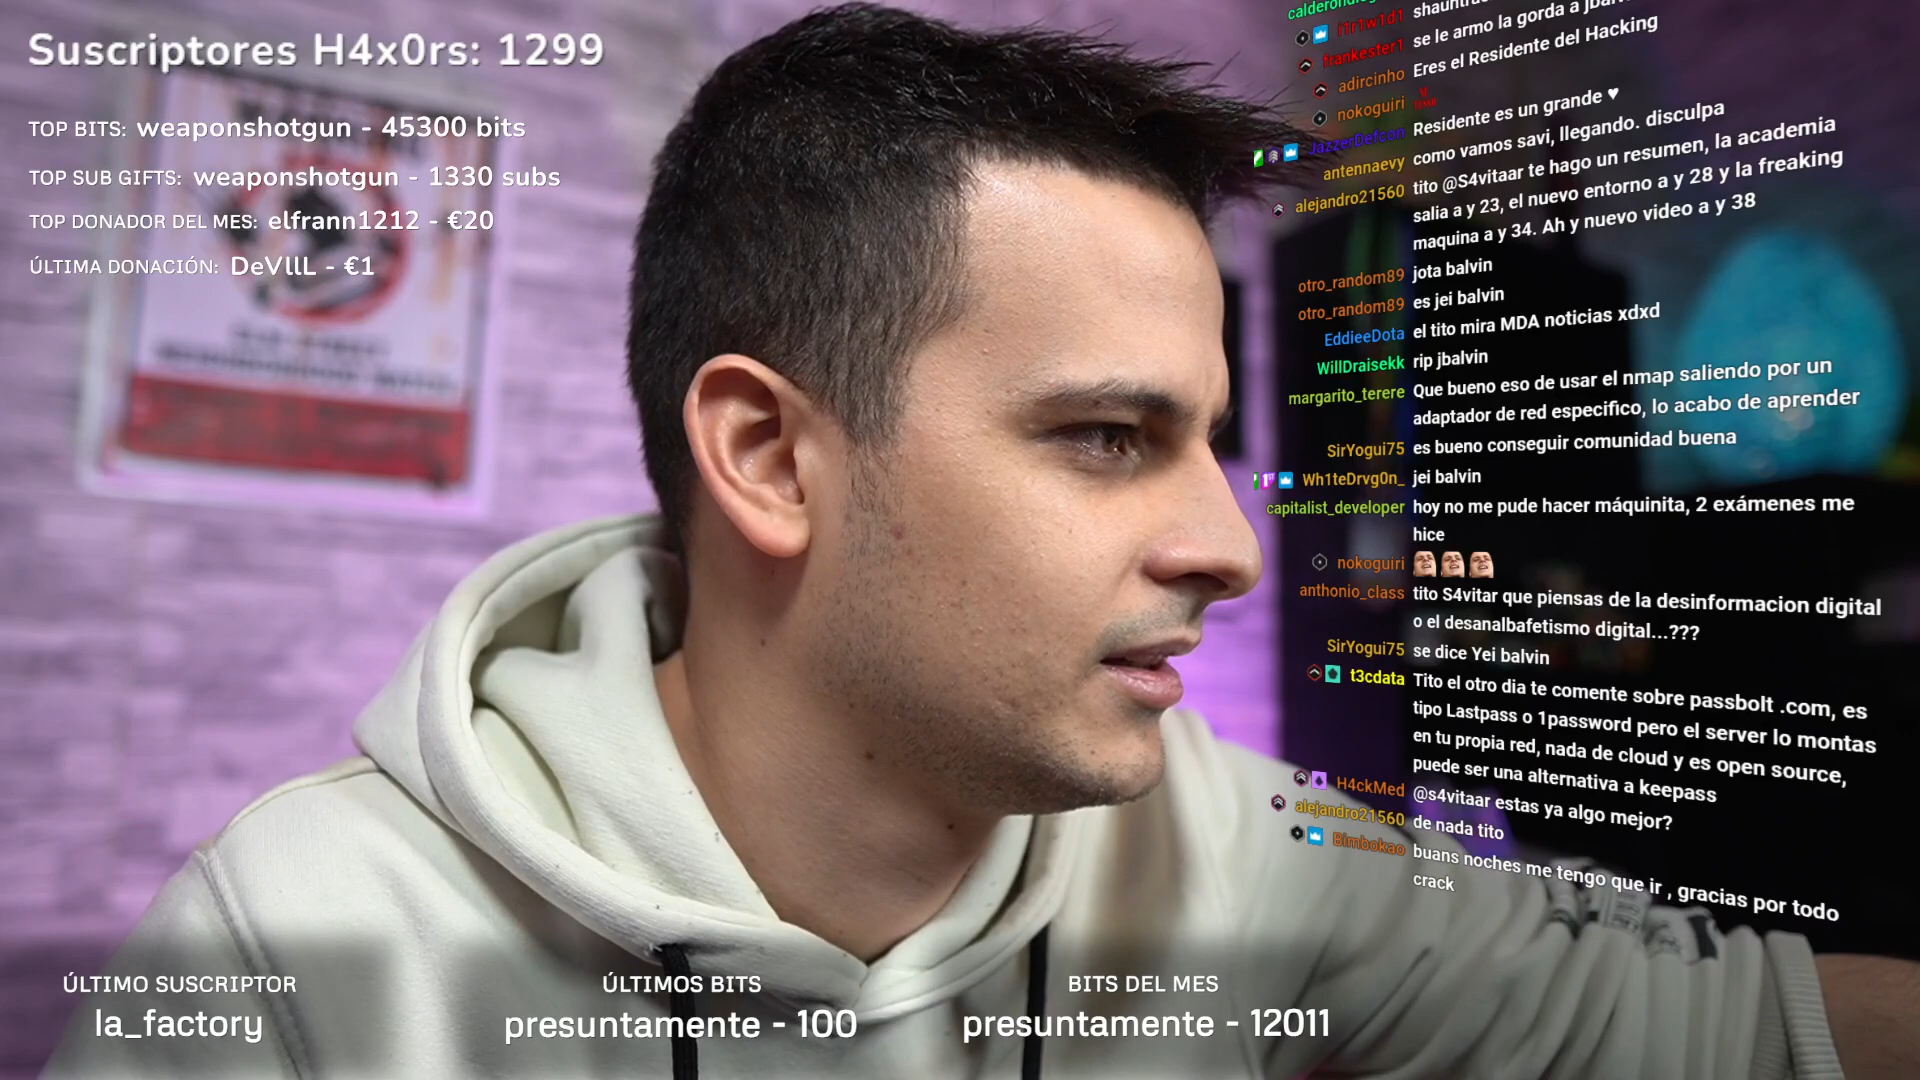 Suscriptores H4x0rs: 1299
TOP BITS: weaponshotgun - 45300 bits
TOP SUB GIFTS: weaponshotgun - 1330 subs
TOP DONADOR DEL MES: elfrann1212 - €20
ÚLTIMA DONACIÓN: DeVllL - €1
se le armo la gorda a
frankester1 Eres el Residente del Hacking
adircinho
nokoguiri Residente es un grande ♥
JazzerDefcon como vamos savi, llegando. disculpa
antennaevy
alejandro21560 tito @S4vitaar te hago un resumen, la academia
salia a y 23, el nuevo entorno a y 28 y la freaking
maquina a y 34. Ah y nuevo video a y 38
otro_random89 jota balvin
otro_random89 es jei balvin
EddieeDota el tito mira MDA noticias xdxd
WillDraisekk rip jbalvin
margarito_terere Que bueno eso de usar el nmap saliendo por un
adaptador de red especifico, lo acabo de aprender
SirYogui75 es bueno conseguir comunidad buena
Wh1teDrvg0n_ jei balvin
capitalist_developer hoy no me pude hacer máquinita, 2 exámenes me
hice
nokoguiri
anthonio_class tito S4vitar que piensas de la desinformacion digital
o el desanalbafetismo digital...???
SirYogui75 se dice Yei balvin
t3cdata Tito el otro dia te comente sobre passbolt .com, es
tipo Lastpass o 1password pero el server lo montas
en tu propia red, nada de cloud y es open source,
puede ser una alternativa a keepass
H4ckMed @s4vitaar estas ya algo mejor?
alejandro21560 de nada tito
Bimbokao buans noches me tengo que ir , gracias por todo
crack
ÚLTIMO SUSCRIPTOR
la_factory
ÚLTIMOS BITS
presuntamente - 100
BITS DEL MES
presuntamente - 12011